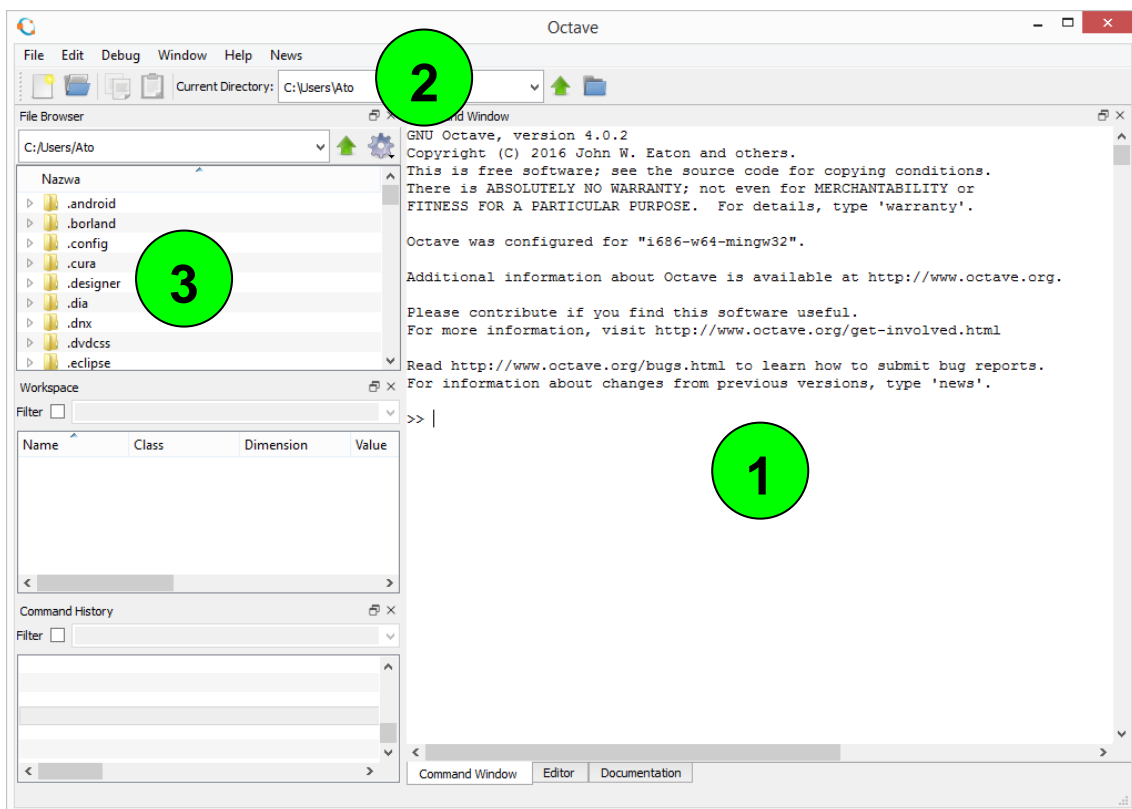 Octave
File Edit Debug Window Help News
Current Directory: C:\Users\Ato
2
File Browser
C:/Users/Ato
Nazwa
.android
.borland
.config
.cura
.designer
.dia
.dnx
.dvdcss
.eclipse
3
Workspace
Filter
Name Class Dimension Value
Command History
Filter
Window
GNU Octave, version 4.0.2
Copyright (C) 2016 John W. Eaton and others.
This is free software; see the source code for copying conditions.
There is ABSOLUTELY NO WARRANTY; not even for MERCHANTABILITY or
FITNESS FOR A PARTICULAR PURPOSE.  For details, type 'warranty'.
Octave was configured for "i686-w64-mingw32".
Additional information about Octave is available at http://www.octave.org.
Please contribute if you find this software useful.
For more information, visit http://www.octave.org/get-involved.html
Read http://www.octave.org/bugs.html to learn how to submit bug reports.
For information about changes from previous versions, type 'news'.
>>
1
Command Window Editor Documentation